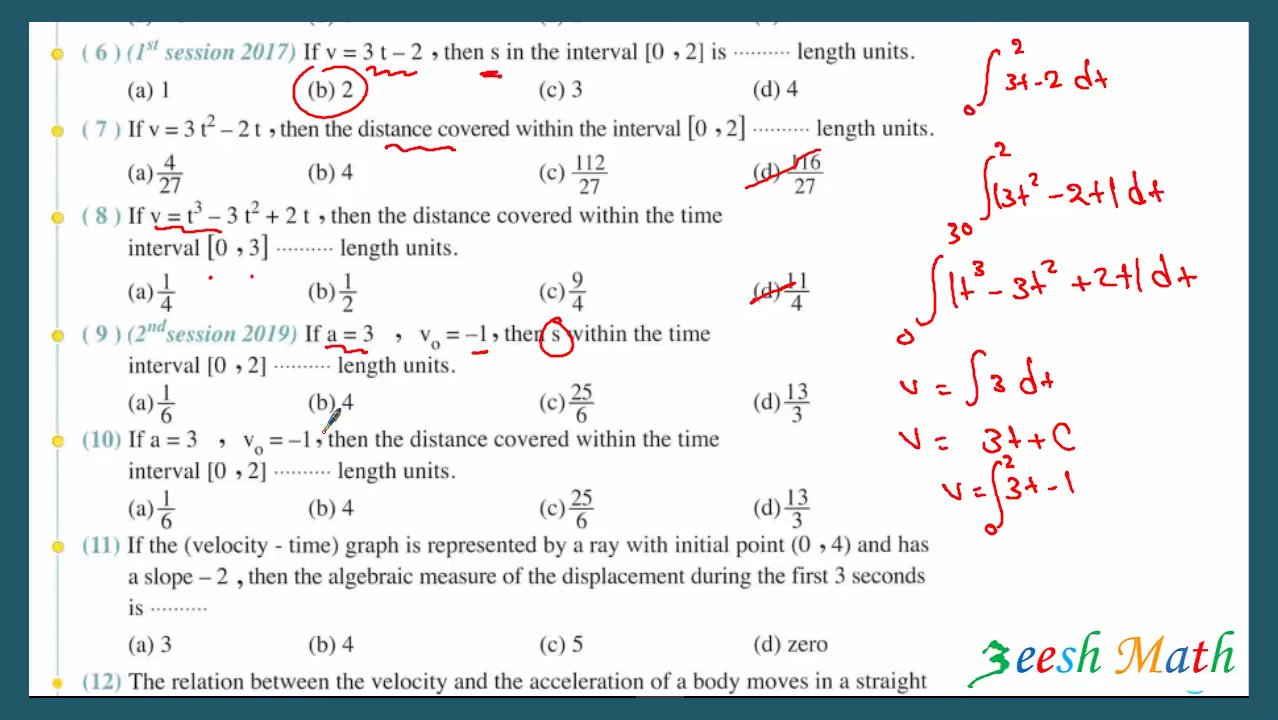 (6) (1st session 2017) If v = 3 t – 2 , then s in the interval [0 , 2] is ·········· length units.
(a) 1 (b) 2 (c) 3 (d) 4
(7) If v = 3 t² – 2 t , then the distance covered within the interval [0 , 2] ·········· length units.
(a) 4/27 (b) 4 (c) 112/27 (d) 116/27
(8) If v = t³ – 3 t² + 2 t , then the distance covered within the time
interval [0 , 3] ·········· length units.
(a) 1/4 (b) 1/2 (c) 9/4 (d) 11/4
(9) (2nd session 2019) If a = 3 , v₀ = –1 , then s within the time
interval [0 , 2] ·········· length units.
(a) 1/6 (b) 4 (c) 25/6 (d) 13/3
(10) If a = 3 , v₀ = –1 , then the distance covered within the time
interval [0 , 2] ·········· length units.
(a) 1/6 (b) 4 (c) 25/6 (d) 13/3
(11) If the (velocity - time) graph is represented by a ray with initial point (0 , 4) and has
a slope – 2 , then the algebraic measure of the displacement during the first 3 seconds
is ··········
(a) 3 (b) 4 (c) 5 (d) zero
(12) The relation between the velocity and the acceleration of a body moves in a straight
∫₀² 3t - 2 dt
∫₀² |3t² - 2t| dt
∫₀³ |t³ - 3t² + 2t| dt
v = ∫ 3 dt
v = 3t + C
v = ∫₀² 3t - 1
3eesh Math